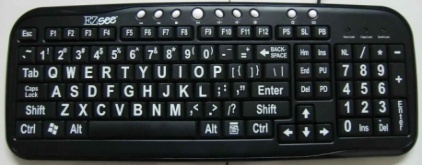 EZsee
Esc F1 F2 F3 F4 F5 F6 F7 F8 F9 F10 F11 F12 PS SL PS
~` 1! 2@ 3# 4$ 5% 6^ 7& 8* 9( 0) -_ += BACK-SPACE Hm Ins NL / * -
Tab Q W E R T Y U I O P [{ ]} \| End PU 7 8 9 +
Caps Lock A S D F G H J K L ;: '" Enter Del PD 4 5 6
Shift Z X C V B N M ,< .> /? Shift ↑ 1 2 3 Enter
Ctrl Alt Alt Ctrl ← ↓ → 0 Ins . Del